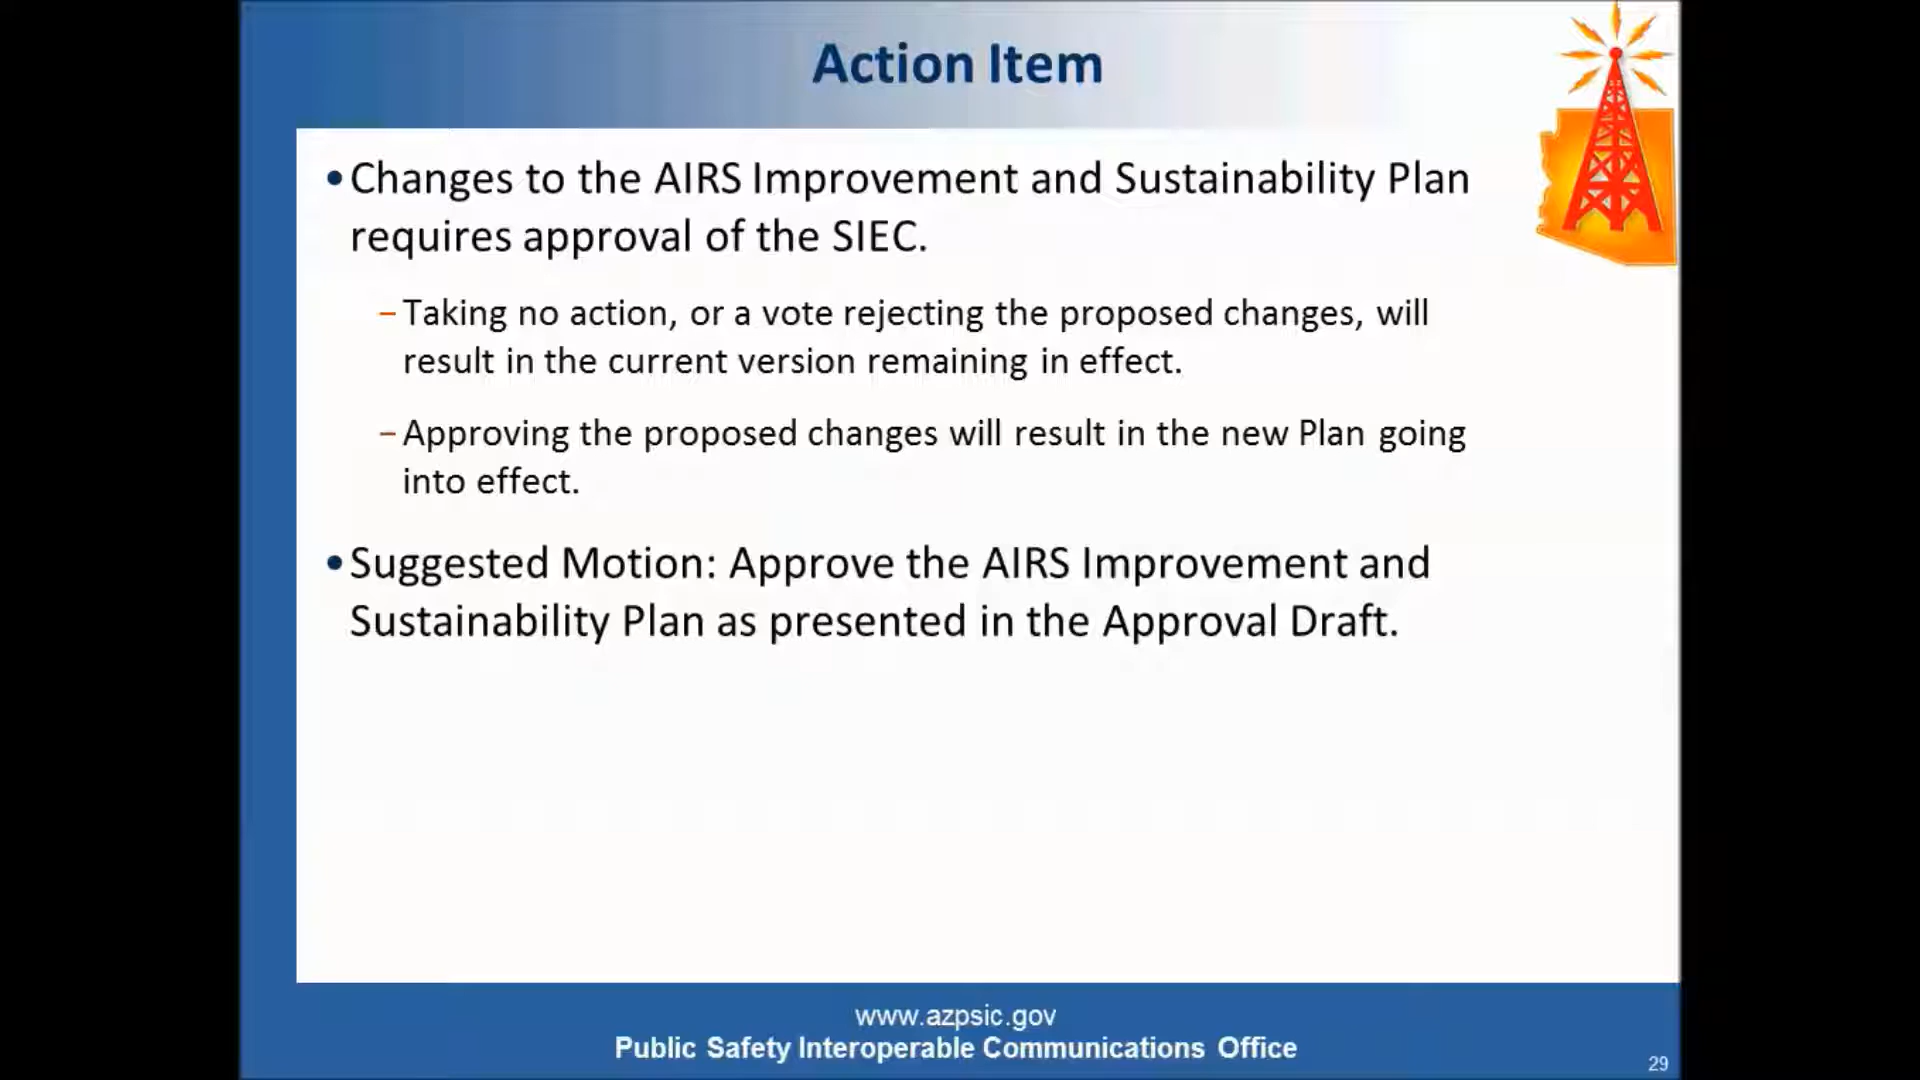 Action Item
•Changes to the AIRS Improvement and Sustainability Plan
requires approval of the SIEC.
–Taking no action, or a vote rejecting the proposed changes, will
result in the current version remaining in effect.
–Approving the proposed changes will result in the new Plan going
into effect.
•Suggested Motion: Approve the AIRS Improvement and
Sustainability Plan as presented in the Approval Draft.
www.azpsic.gov
Public Safety Interoperable Communications Office
29